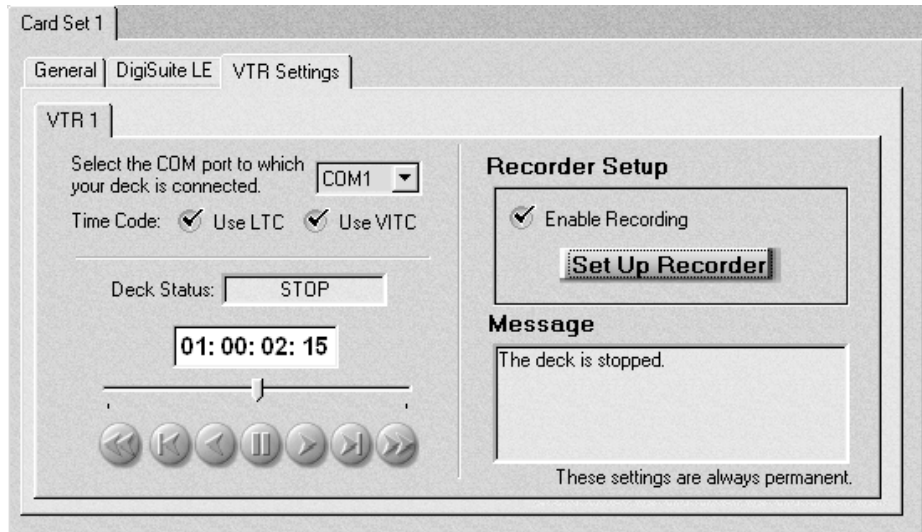 Card Set 1
General
DigiSuite LE
VTR Settings
VTR 1
Select the COM port to which
your deck is connected.
COM1
Time Code:
Use LTC
Use VITC
Deck Status:
STOP
01: 00: 02: 15
Recorder Setup
Enable Recording
Set Up Recorder
Message
The deck is stopped.
These settings are always permanent.